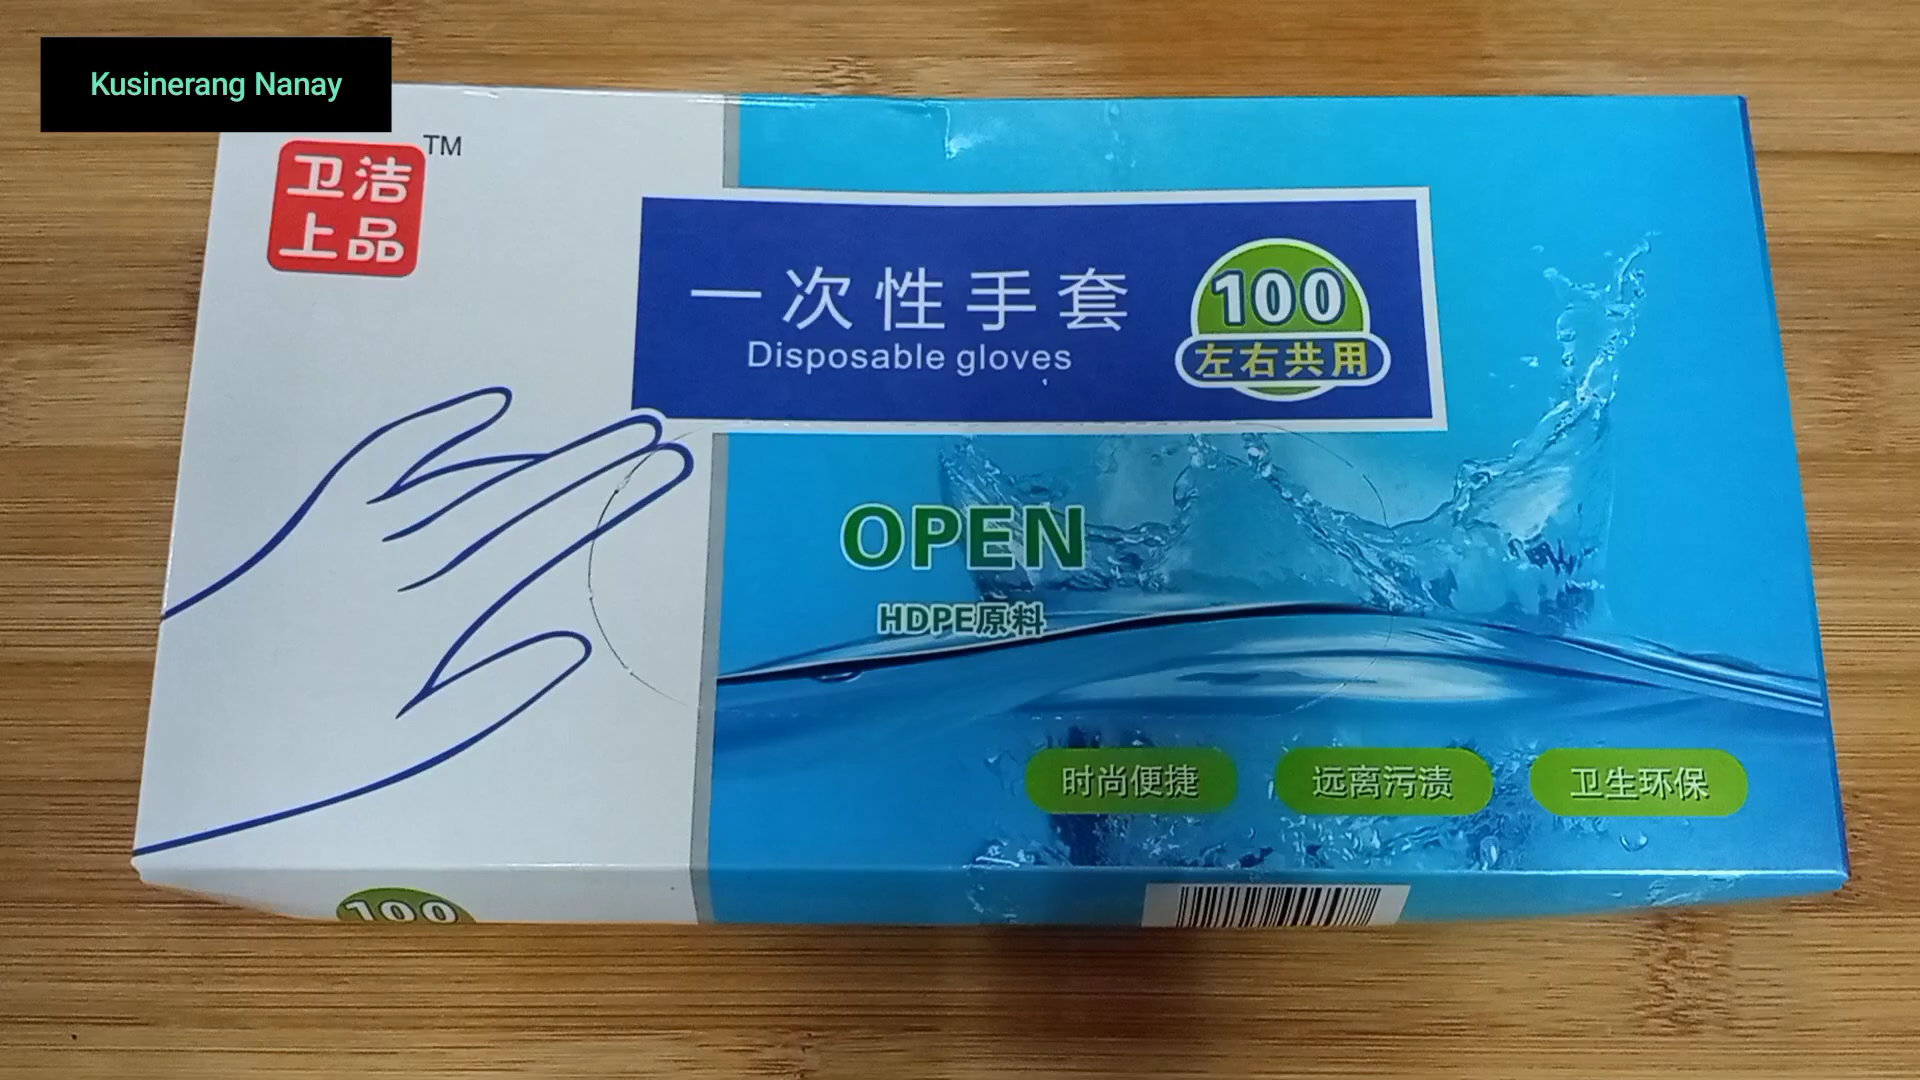 Kusinerang Nanay
TM
卫洁
上品
一次性手套
Disposable gloves
100
左右共用
OPEN
HDPE原料
时尚便捷
远离污渍
卫生环保
100